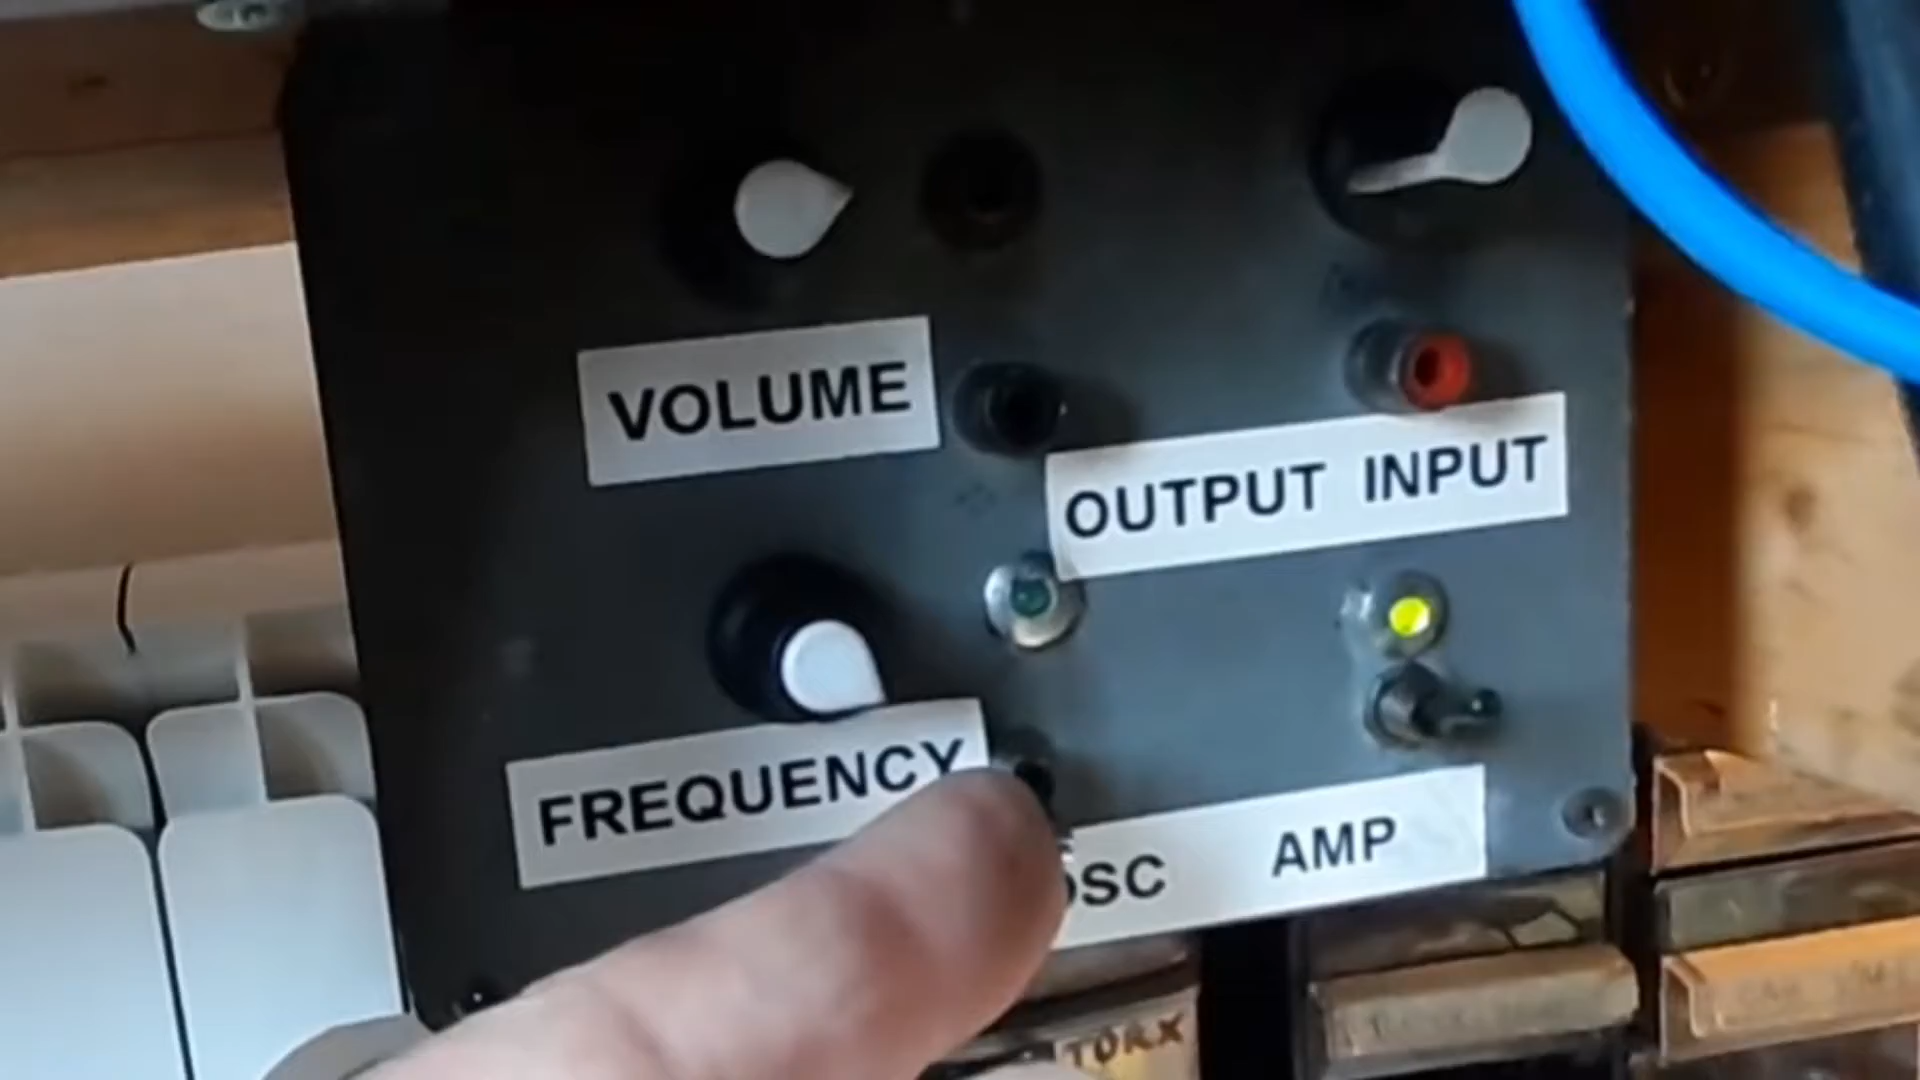 VOLUME
OUTPUT INPUT
FREQUENCY
OSC AMP
TORX